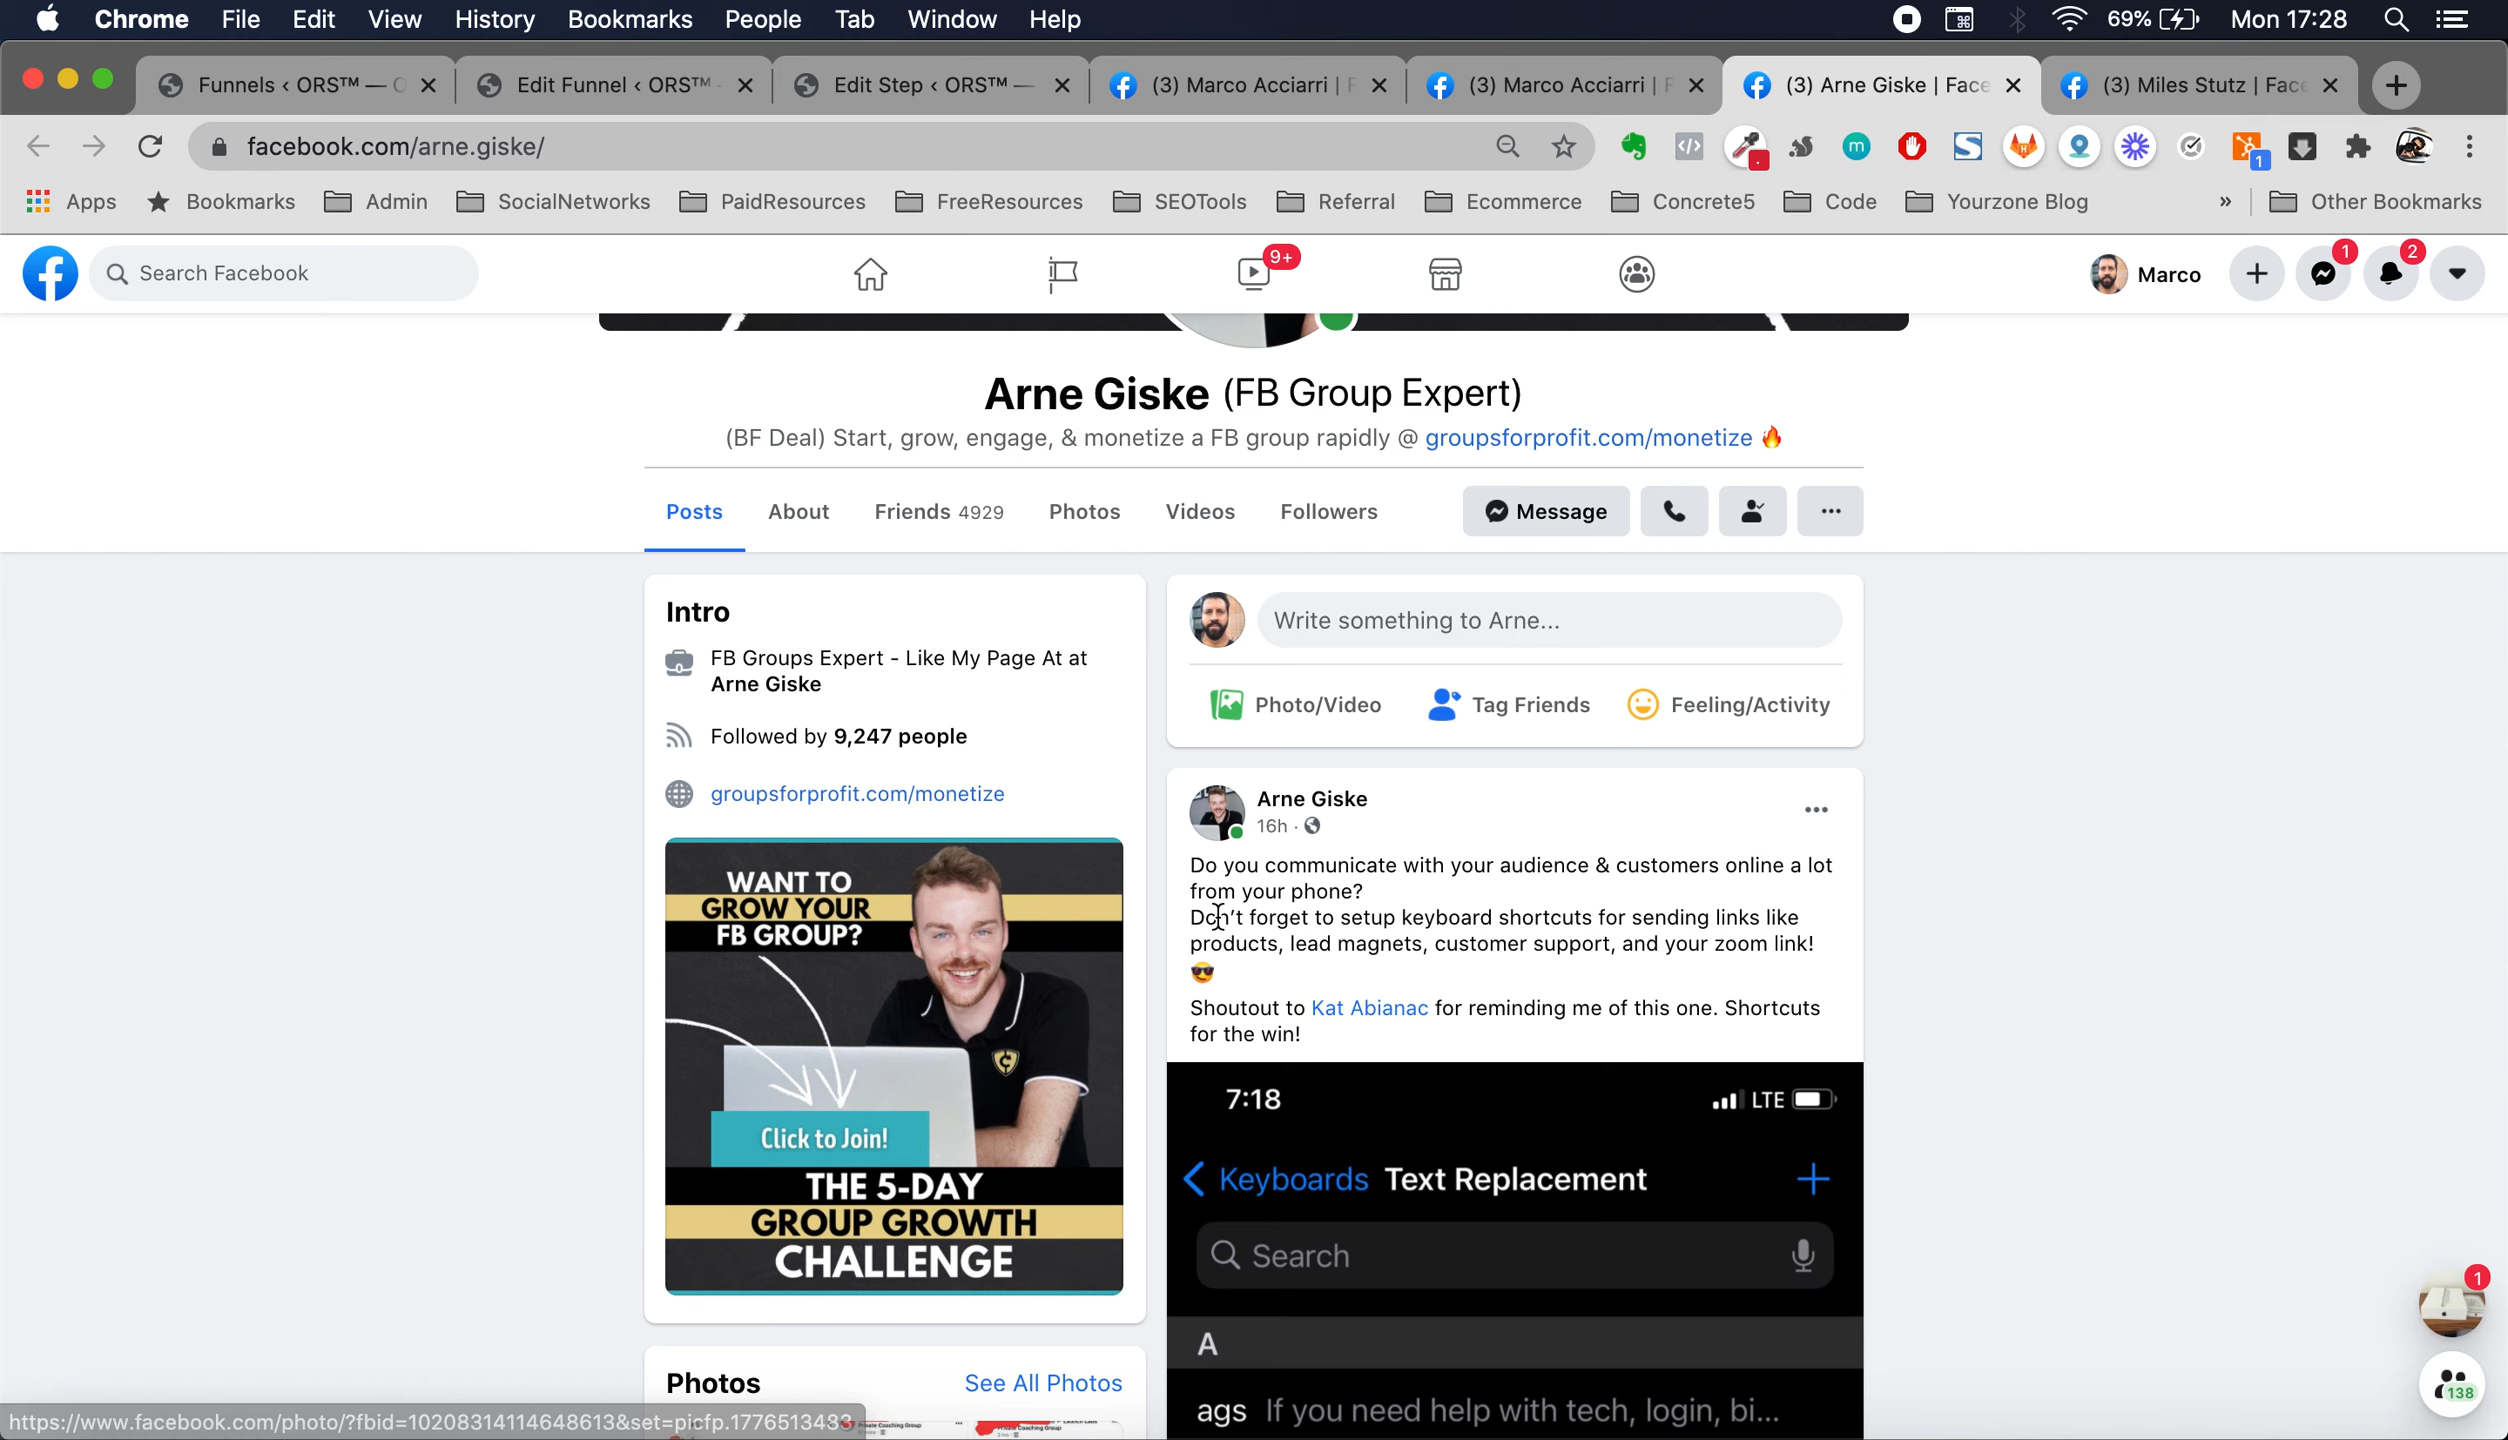 Chrome File Edit View History Bookmarks People Tab Window Help 69% Mon 17:28
Funnels ‹ ORS™ — Edit Funnel ‹ ORS™ Edit Step ‹ ORS™ — (3) Marco Acciarri | F (3) Marco Acciarri | F (3) Arne Giske | Face (3) Miles Stutz | Face
facebook.com/arne.giske/ m 1
Apps Bookmarks Admin SocialNetworks PaidResources FreeResources SEOTools Referral Ecommerce Concrete5 Code Yourzone Blog » Other Bookmarks
Search Facebook 9+ Marco 1 2
Arne Giske (FB Group Expert)
(BF Deal) Start, grow, engage, & monetize a FB group rapidly @ groupsforprofit.com/monetize 🔥
Posts About Friends 4929 Photos Videos Followers Message
Intro
FB Groups Expert - Like My Page At at
Arne Giske
Followed by 9,247 people
groupsforprofit.com/monetize
WANT TO
GROW YOUR
FB GROUP?
Click to Join!
THE 5-DAY
GROUP GROWTH
CHALLENGE
Photos See All Photos
Private Coaching Group
https://www.facebook.com/photo/?fbid=10208314114648613&set=picfp.1776513483
Write something to Arne...
Photo/Video Tag Friends Feeling/Activity
Arne Giske
16h ·
Do you communicate with your audience & customers online a lot
from your phone?
Don't forget to setup keyboard shortcuts for sending links like
products, lead magnets, customer support, and your zoom link!
😎
Shoutout to Kat Abianac for reminding me of this one. Shortcuts
for the win!
7:18 LTE
Keyboards Text Replacement +
Search
A
ags If you need help with tech, login, bi...
1
138